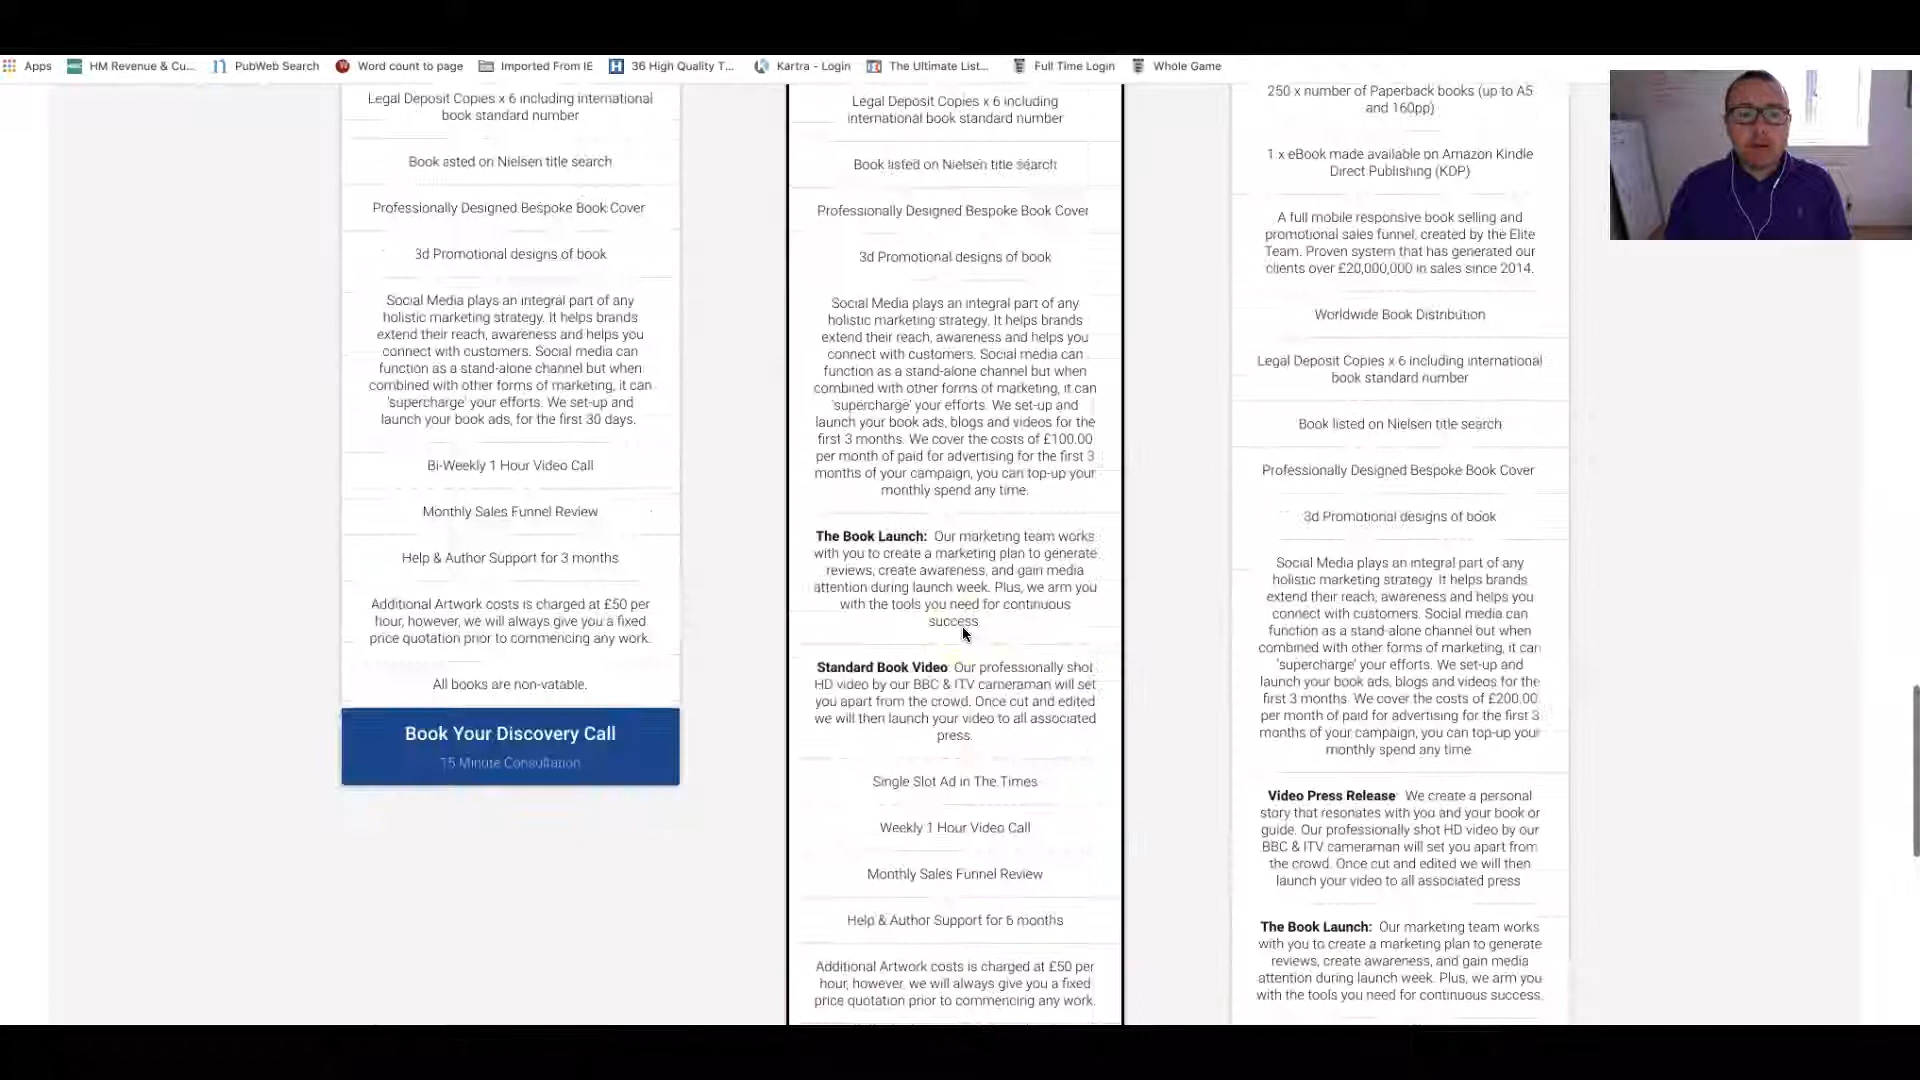 Apps
HM Revenue & Cu...
PubWeb Search
Word count to page
Imported From IE
36 High Quality T...
Kartra - Login
The Ultimate List...
Full Time Login
Whole Game
Legal Deposit Copies x 6 including international
book standard number
Book asted on Nielsen title search
Professionally Designed Bespoke Book Cover
3d Promotional designs of book
Social Media plays an integral part of any
holistic marketing strategy. It helps brands
extend their reach, awareness and helps you
connect with customers. Social media can
function as a stand-alone channel but when
combined with other forms of marketing, it can
'supercharge' your efforts. We set-up and
launch your book ads, for the first 30 days.
Bi-Weekly 1 Hour Video Call
Monthly Sales Funnel Review
Help & Author Support for 3 months
Additional Artwork costs is charged at £50 per
hour, however, we will always give you a fixed
price quotation prior to commencing any work.
All books are non-vatable.
Book Your Discovery Call
15 Minute Consultation
Legal Deposit Copies x 6 including
international book standard number
Book listed on Nielsen title search
Professionally Designed Bespoke Book Cover
3d Promotional designs of book
Social Media plays an integral part of any
holistic marketing strategy. It helps brands
extend their reach, awareness and helps you
connect with customers. Social media can
function as a stand-alone channel but when
combined with other forms of marketing, it can
'supercharge' your efforts. We set-up and
launch your book ads, blogs and videos for the
first 3 months. We cover the costs of £100.00
per month of paid for advertising for the first 3
months of your campaign, you can top-up your
monthly spend any time.
The Book Launch: Our marketing team works
with you to create a marketing plan to generate
reviews, create awareness, and gain media
attention during launch week. Plus, we arm you
with the tools you need for continuous
success
Standard Book Video: Our professionally shot
HD video by our BBC & ITV cameraman will set
you apart from the crowd. Once cut and edited
we will then launch your video to all associated
press.
Single Slot Ad in The Times
Weekly 1 Hour Video Call
Monthly Sales Funnel Review
Help & Author Support for 6 months
Additional Artwork costs is charged at £50 per
hour, however, we will always give you a fixed
price quotation prior to commencing any work.
250 x number of Paperback books (up to A5
and 160pp)
1 x eBook made available on Amazon Kindle
Direct Publishing (KDP)
A full mobile responsive book selling and
promotional sales funnel, created by the Elite
Team. Proven system that has generated our
clients over £20,000,000 in sales since 2014.
Worldwide Book Distribution
Legal Deposit Copies x 6 including international
book standard number
Book listed on Nielsen title search
Professionally Designed Bespoke Book Cover
3d Promotional designs of book
Social Media plays an integral part of any
holistic marketing strategy. It helps brands
extend their reach, awareness and helps you
connect with customers. Social media can
function as a stand-alone channel but when
combined with other forms of marketing, it can
'supercharge' your efforts. We set-up and
launch your book ads, blogs and videos for the
first 3 months. We cover the costs of £200.00
per month of paid for advertising for the first 3
months of your campaign, you can top-up your
monthly spend any time
Video Press Release: We create a personal
story that resonates with you and your book or
guide. Our professionally shot HD video by our
BBC & ITV cameraman will set you apart from
the crowd. Once cut and edited we will then
launch your video to all associated press
The Book Launch: Our marketing team works
with you to create a marketing plan to generate
reviews, create awareness, and gain media
attention during launch week. Plus, we arm you
with the tools you need for continuous success.